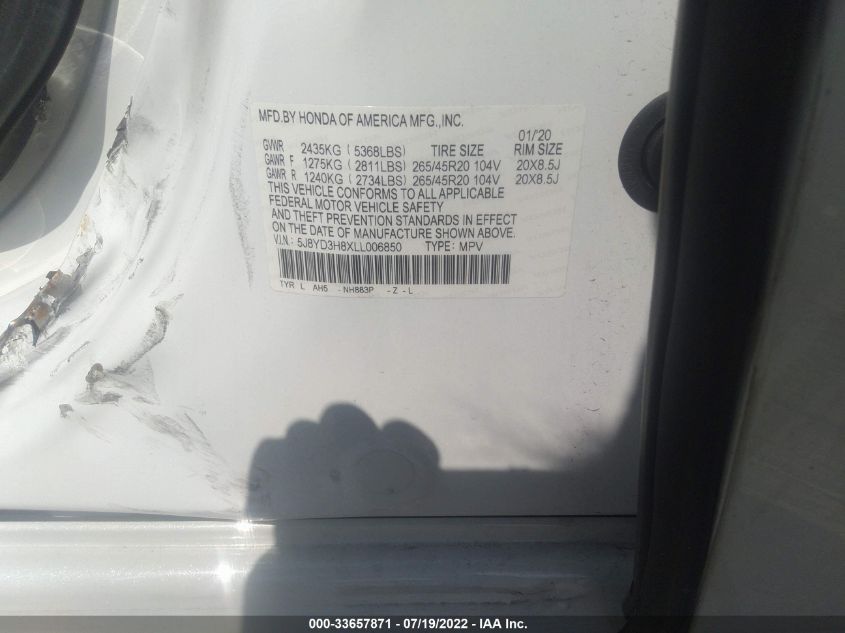 MFD.BY HONDA OF AMERICA MFG.,INC.
01/'20
GVWR 2435KG ( 5368LBS) TIRE SIZE RIM SIZE
GAWR F 1275KG ( 2811LBS) 265/45R20 104V 20X8.5J
GAWR R 1240KG ( 2734LBS) 265/45R20 104V 20X8.5J
THIS VEHICLE CONFORMS TO ALL APPLICABLE
FEDERAL MOTOR VEHICLE SAFETY
AND THEFT PREVENTION STANDARDS IN EFFECT
ON THE DATE OF MANUFACTURE SHOWN ABOVE.
V.I.N.: 5J8YD3H8XLL006850 TYPE: MPV
TYR L AH5 -NH883P -Z-L
000-33657871 - 07/19/2022 - IAA Inc.